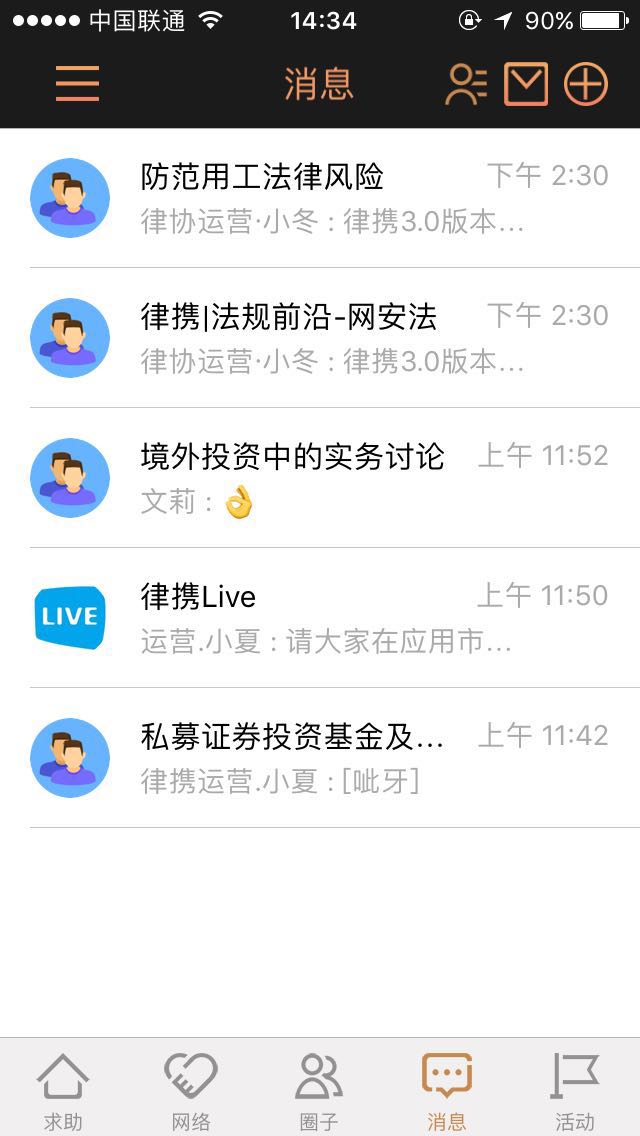 中国联通 14:34 90%
消息
防范用工法律风险 下午 2:30
律协运营·小冬 : 律携3.0版本...
律携|法规前沿-网安法 下午 2:30
律协运营·小冬 : 律携3.0版本...
境外投资中的实务讨论 上午 11:52
文莉 : 👌
LIVE 律携Live 上午 11:50
运营.小夏 : 请大家在应用市...
私募证券投资基金及... 上午 11:42
律携运营.小夏 : [呲牙]
求助 网络 圈子 消息 活动